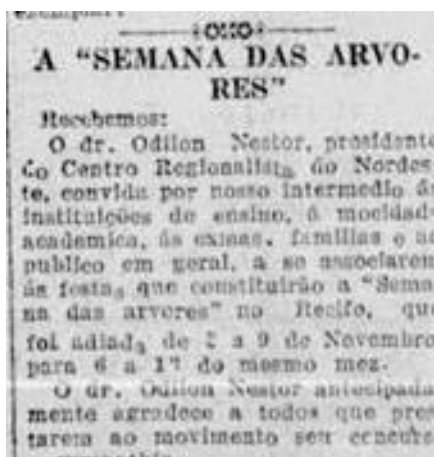 A “SEMANA DAS ARVO-
RES”
Recebemos:
O dr. Odilon Nestor, presidente
do Centro Regionalista do Nordes-
te, convida por nosso intermedio ás
instituições de ensino, á mocidade
academica, ás exmas. familias e ao
publico em geral, a se associarem
ás festas que constituirão a “Sema-
na das arvores” no Recife, que
foi adiada de 2 a 9 de Novembro
para 6 a do mesmo mez.
O dr. Odilon Nestor antecipada-
mente agradece a todos que pres-
tarem ao movimento seu concurs